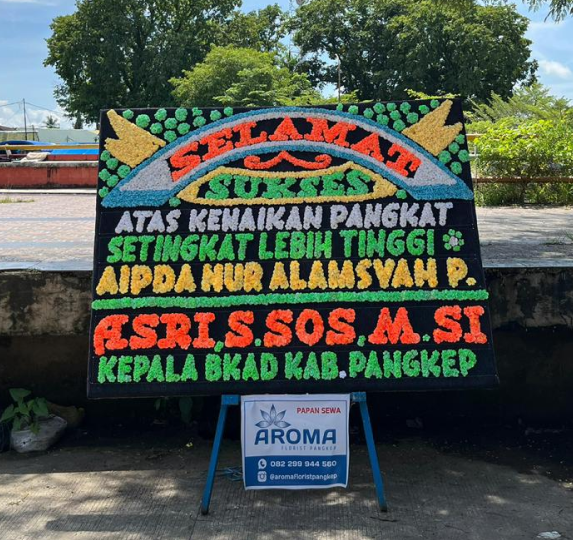 SELAMAT
SUKSES
ATAS KENAIKAN PANGKAT
SETINGKAT LEBIH TINGGI
AIPDA NUR ALAMSYAH P.
ASRI.S.SOS.M.SI
KEPALA BKAD KAB.PANGKEP
PAPAN SEWA
AROMA
FLORIST PANGKEP
082 299 944 560
@aromafloristpangkep